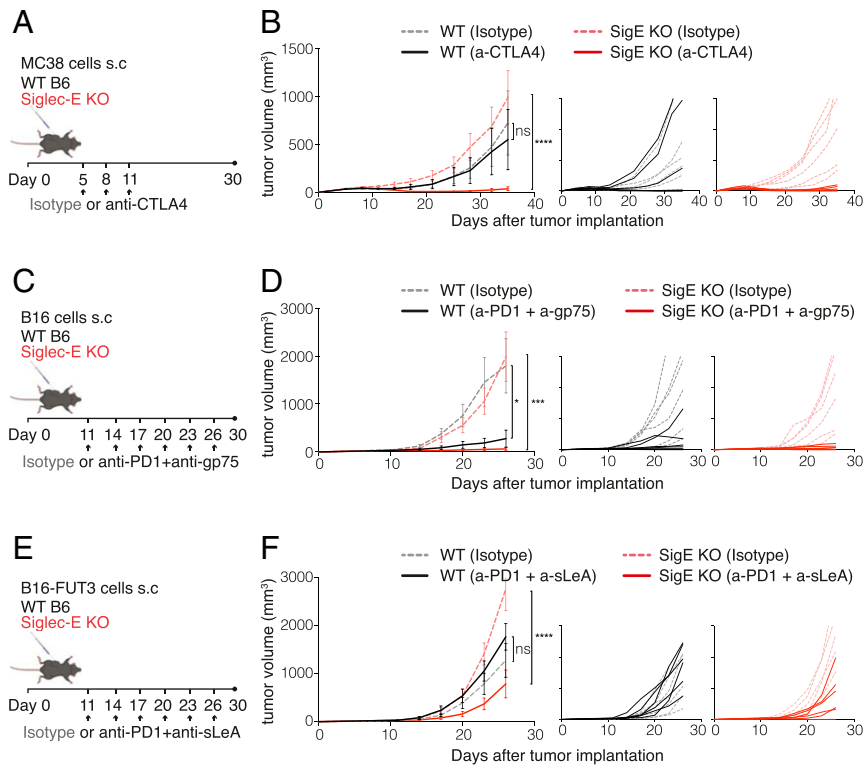 A
MC38 cells s.c
WT B6
Siglec-E KO
Day 0
5 8 11 30
Isotype or anti-CTLA4
B
WT (Isotype)
WT (a-CTLA4)
SigE KO (Isotype)
SigE KO (a-CTLA4)
tumor volume (mm³)
1500
1000
500
0
0 10 20 30 40
ns
****
0 10 20 30 40
0 10 20 30 40
Days after tumor implantation
C
B16 cells s.c
WT B6
Siglec-E KO
Day 0
11 14 17 20 23 26 30
Isotype or anti-PD1+anti-gp75
D
WT (Isotype)
WT (a-PD1 + a-gp75)
SigE KO (Isotype)
SigE KO (a-PD1 + a-gp75)
tumor volume (mm³)
3000
2000
1000
0
0 10 20 30
*
***
0 10 20 30
0 10 20 30
Days after tumor implantation
E
B16-FUT3 cells s.c
WT B6
Siglec-E KO
Day 0
11 14 17 20 23 26 30
Isotype or anti-PD1+anti-sLeA
F
WT (Isotype)
WT (a-PD1 + a-sLeA)
SigE KO (Isotype)
SigE KO (a-PD1 + a-sLeA)
tumor volume (mm³)
3000
2000
1000
0
0 10 20 30
ns
****
0 10 20 30
0 10 20 30
Days after tumor implantation